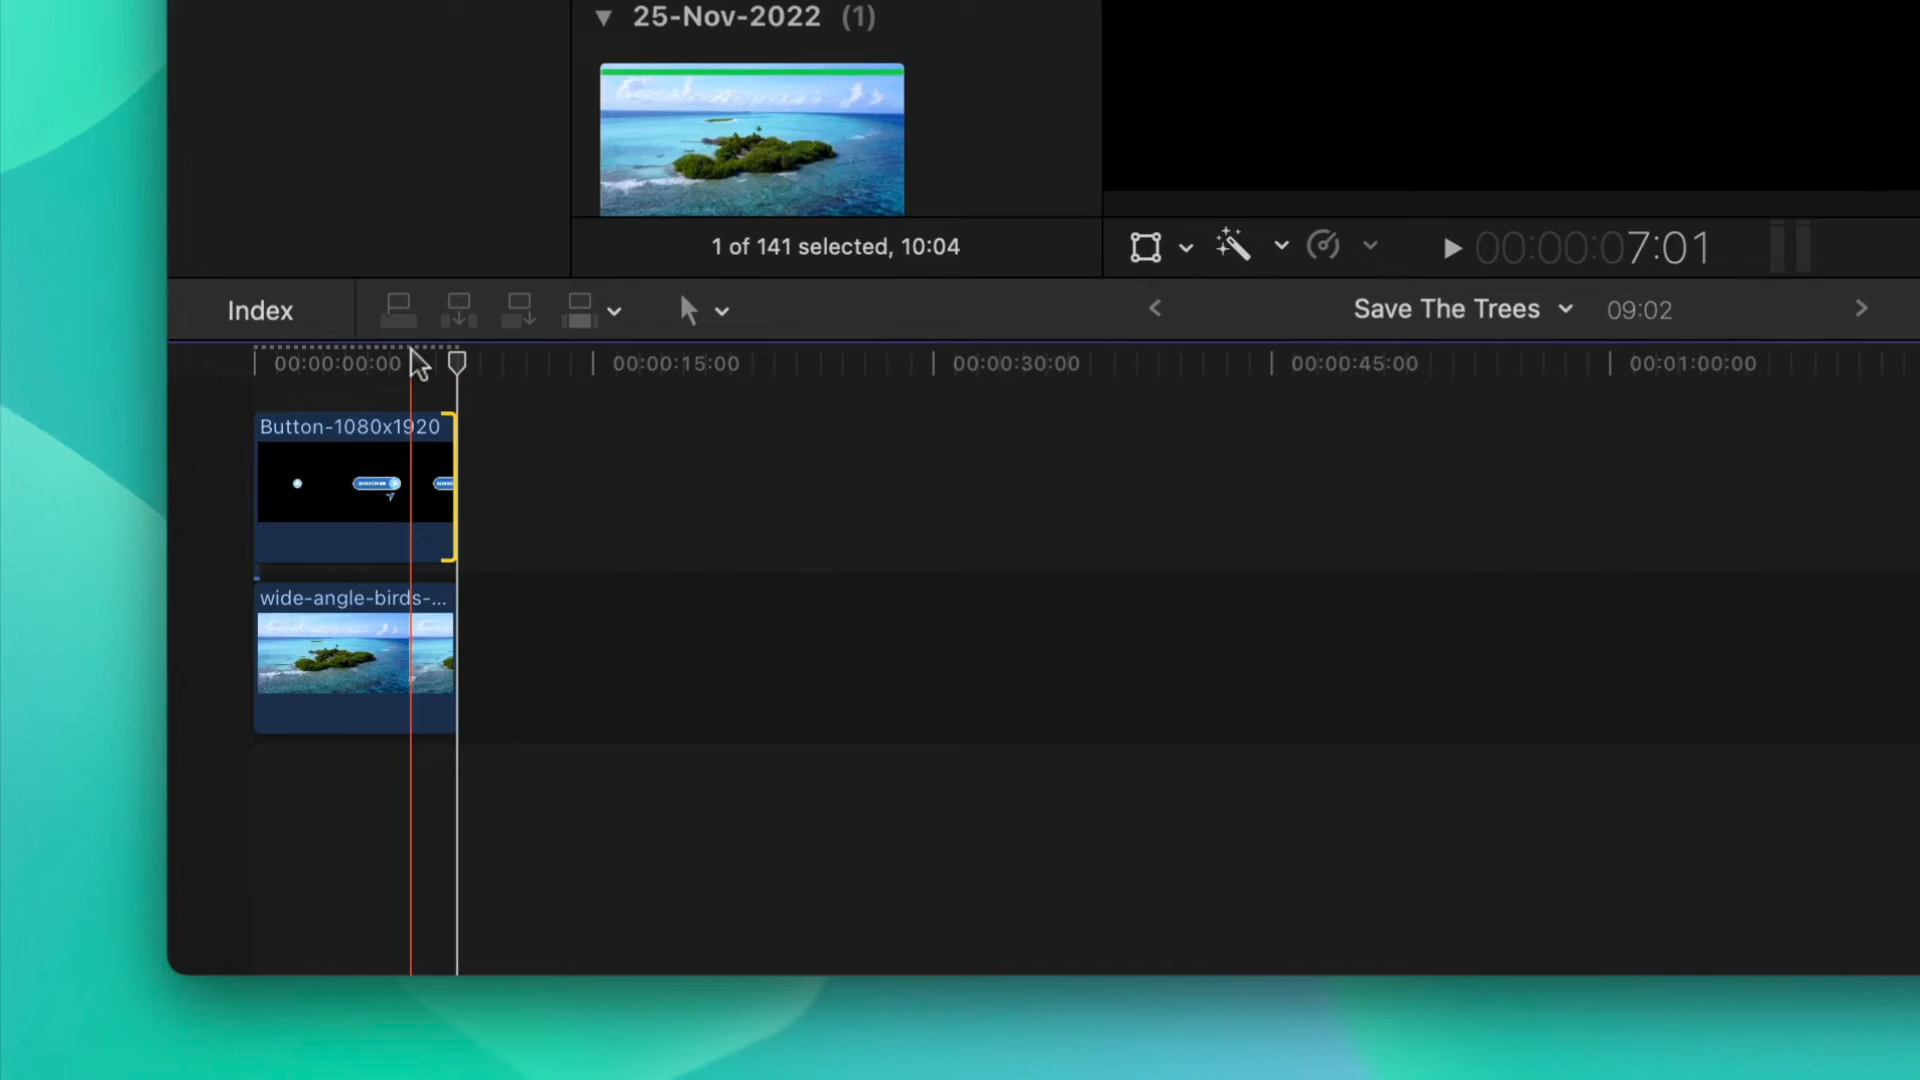 25-Nov-2022 (1)
1 of 141 selected, 10:04
00:00:07:01
Index
Save The Trees
09:02
00:00:00:00
00:00:15:00
00:00:30:00
00:00:45:00
00:01:00:00
Button-1080x1920
SUBSCRIBE
wide-angle-birds-...